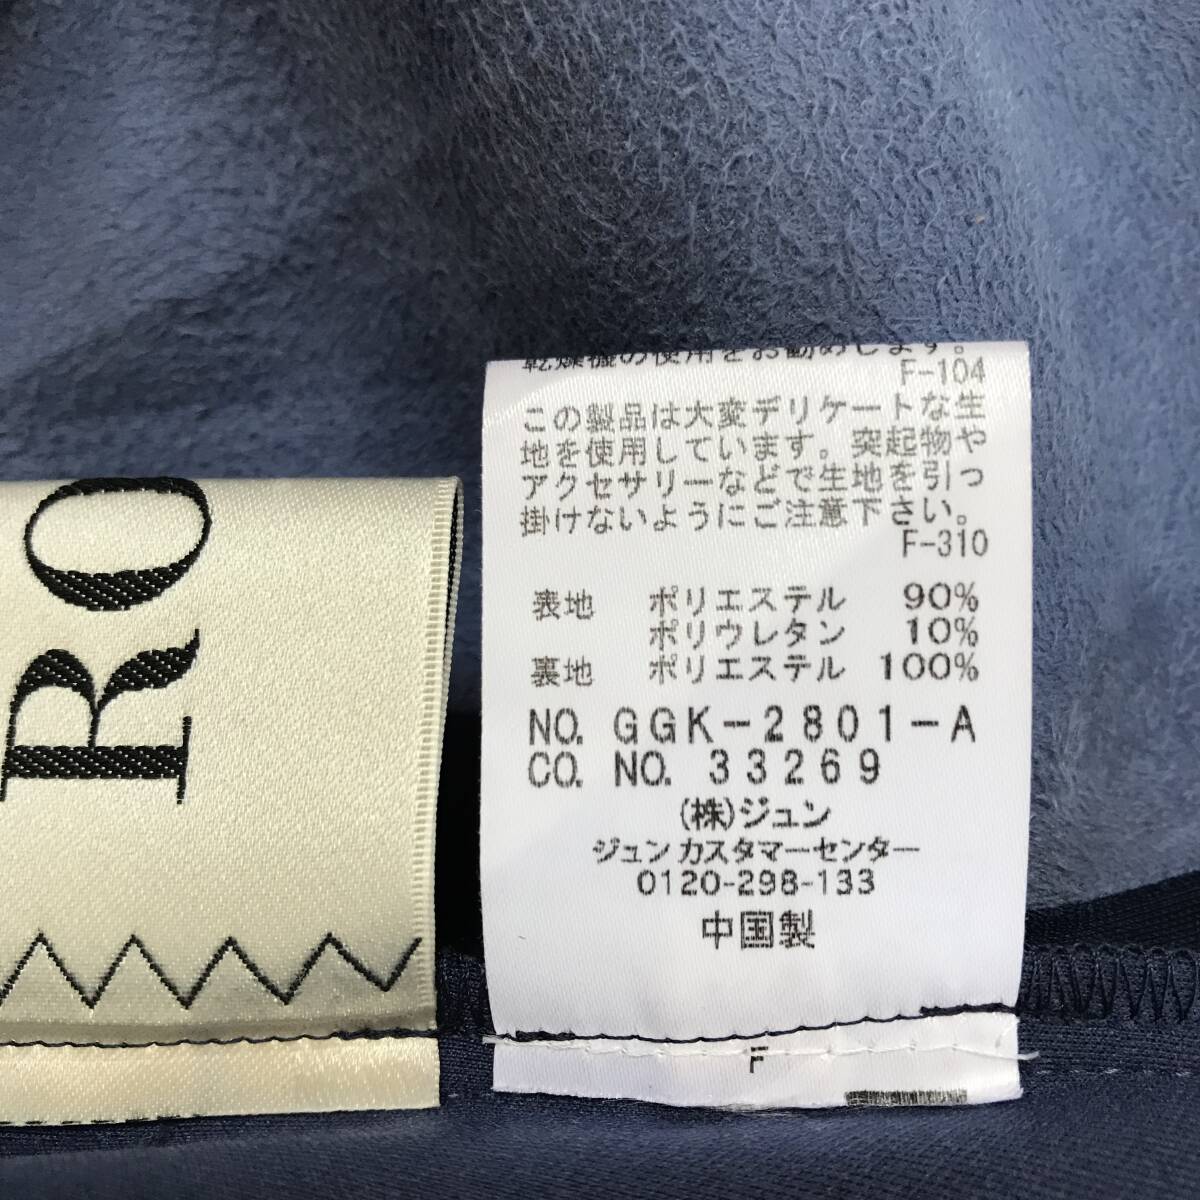 乾燥機の使用をお勧めします。
F-104
この製品は大変デリケートな生
地を使用しています。突起物や
アクセサリーなどで生地を引っ
掛けないようにご注意下さい。
F-310
表地 ポリエステル 90%
ポリウレタン 10%
裏地 ポリエステル 100%
NO. GGK-2801-A
CO. NO. 33269
(株)ジュン
ジュン カスタマーセンター
0120-298-133
中国製
F
RO